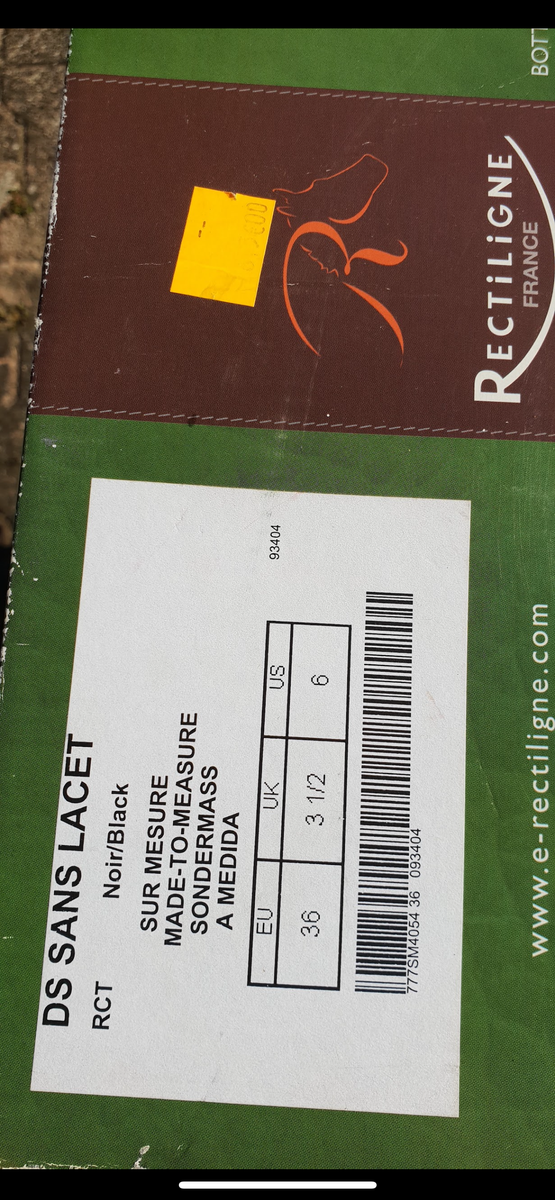 RECTiLiGNE
FRANCE
DS SANS LACET
RCT
Noir/Black
SUR MESURE
MADE-TO-MEASURE
SONDERMASS
A MEDIDA
93404
EU UK US
36 3 1/2 6
777SM4054 36 093404
www.e-rectiligne.com